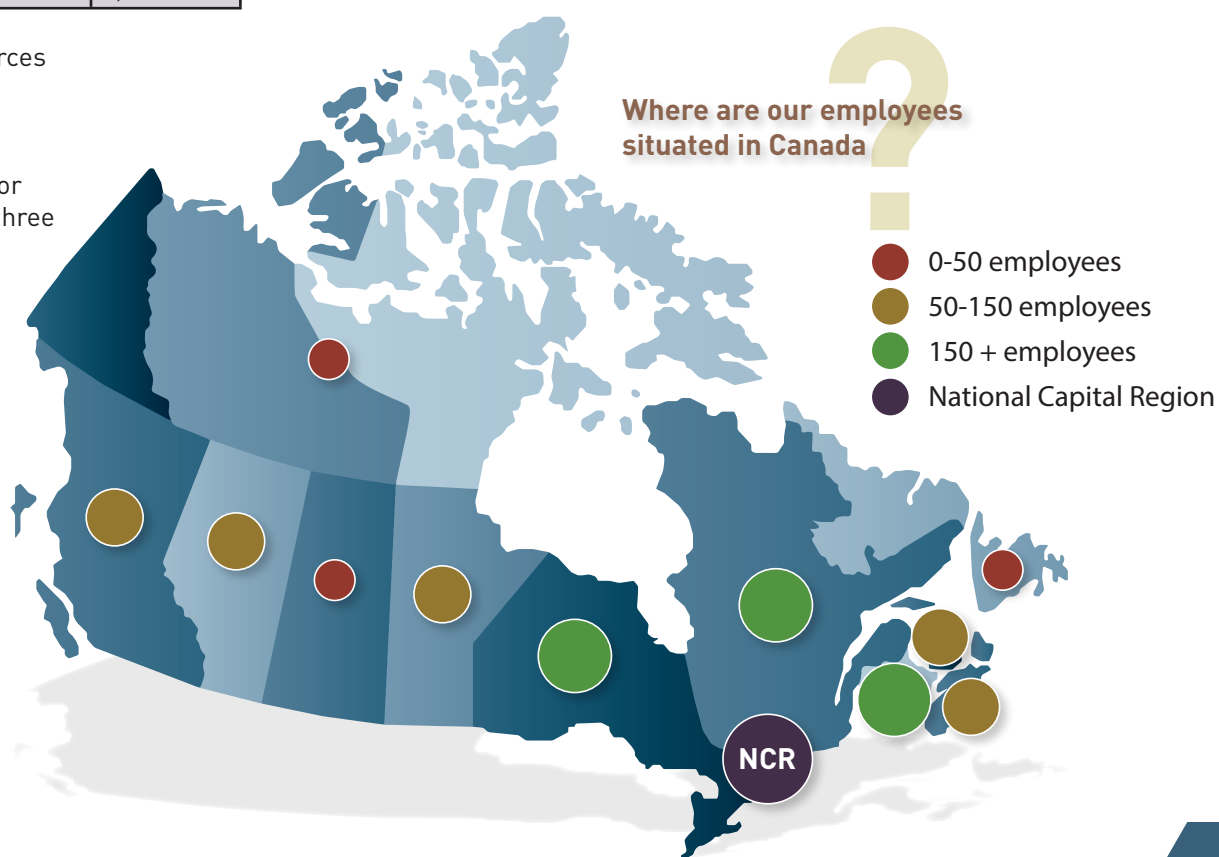 rces
or
hree
Where are our employees
situated in Canada
?
0-50 employees
50-150 employees
150 + employees
National Capital Region
NCR